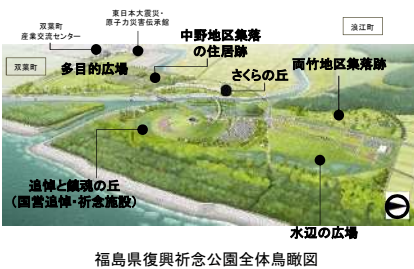 東日本大震災・
原子力災害伝承館
双葉町
産業交流センター
浪江町
中野地区集落
の住居跡
双葉町
多目的広場
さくらの丘
両竹地区集落跡
追悼と鎮魂の丘
（国営追悼・祈念施設）
水辺の広場
福島県復興祈念公園全体鳥瞰図